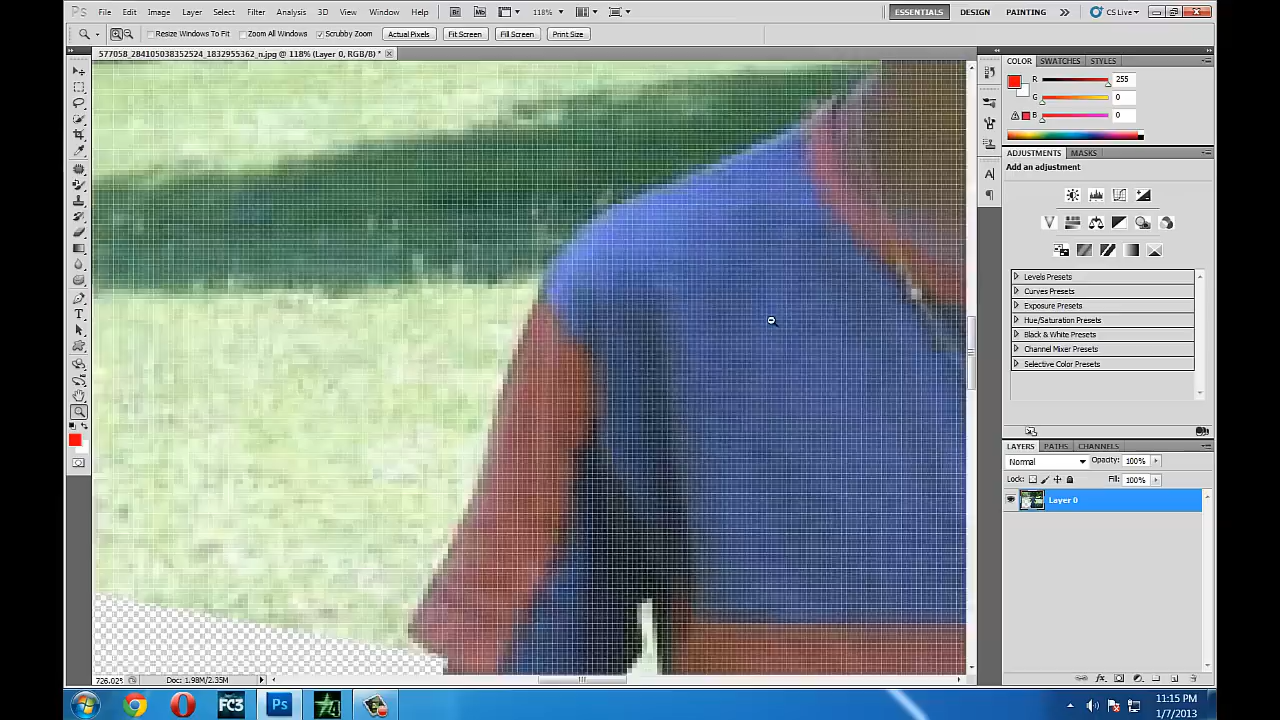 Ps File Edit Image Layer Select Filter Analysis 3D View Window Help Br Mb 118% ESSENTIALS DESIGN PAINTING CS Live
Resize Windows To Fit Zoom All Windows Scrubby Zoom Actual Pixels Fit Screen Fill Screen Print Size
577058_284105038352524_1832955362_n.jpg @ 118% (Layer 0, RGB/8) *
COLOR SWATCHES STYLES
R 255
G 0
B 0
ADJUSTMENTS MASKS
Add an adjustment
Levels Presets
Curves Presets
Exposure Presets
Hue/Saturation Presets
Black & White Presets
Channel Mixer Presets
Selective Color Presets
LAYERS PATHS CHANNELS
Normal Opacity: 100%
Lock: Fill: 100%
Layer 0
Doc: 1.98M/2.35M
FC3 Ps
11:15 PM
1/7/2013